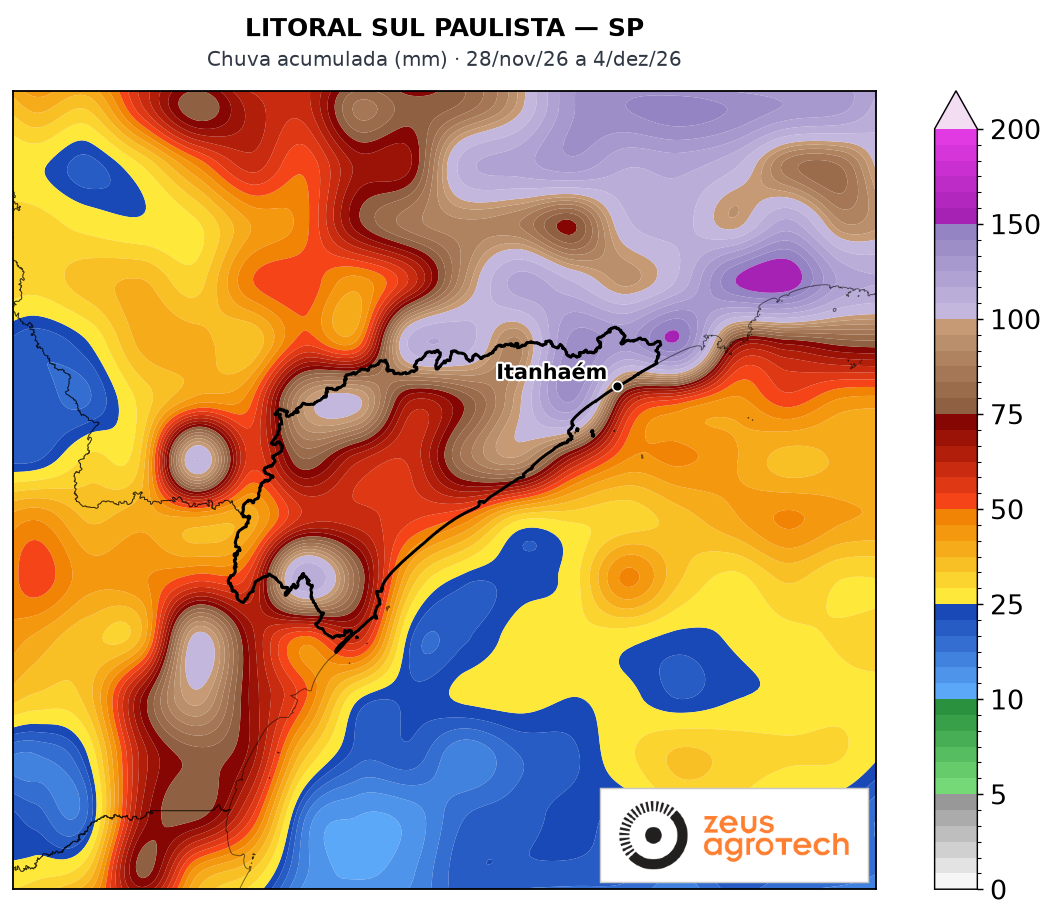 LITORAL SUL PAULISTA — SP
Chuva acumulada (mm) · 28/nov/26 a 4/dez/26
200
150
100
Itanhaém
75
50
25
10
5
0
zeus
agrotech